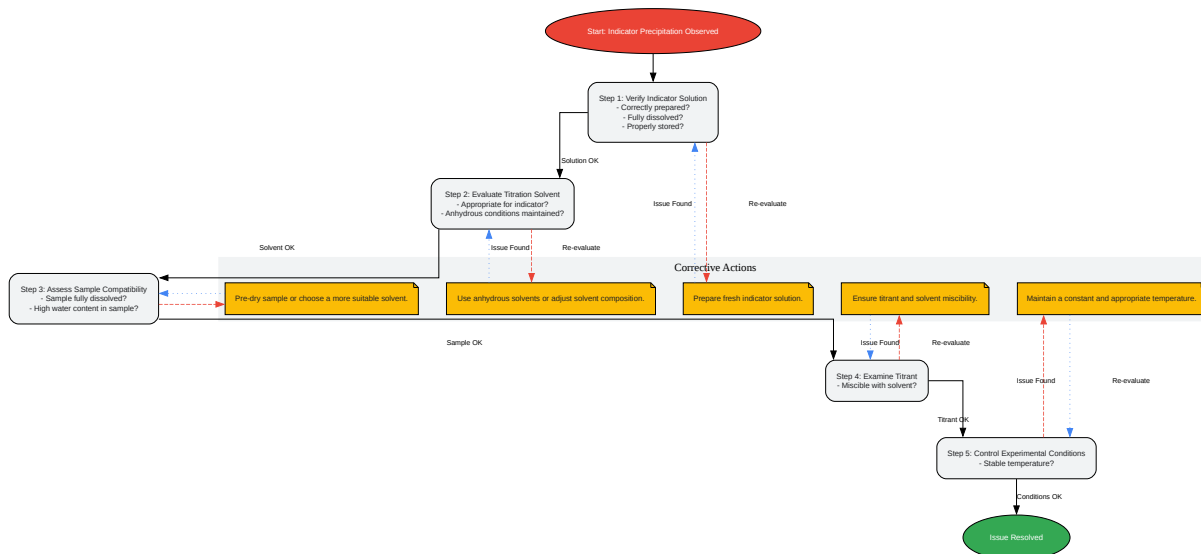 Start: Indicator Precipitation Observed
Step 1: Verify Indicator Solution
- Correctly prepared?
- Fully dissolved?
- Properly stored?
Solution OK
Step 2: Evaluate Titration Solvent
- Appropriate for indicator?
- Anhydrous conditions maintained?
Issue Found
Re-evaluate
Solvent OK
Issue Found
Re-evaluate
Corrective Actions
Step 3: Assess Sample Compatibility
- Sample fully dissolved?
- High water content in sample?
Pre-dry sample or choose a more suitable solvent.
Use anhydrous solvents or adjust solvent composition.
Prepare fresh indicator solution.
Ensure titrant and solvent miscibility.
Maintain a constant and appropriate temperature.
Sample OK
Issue Found
Re-evaluate
Step 4: Examine Titrant
- Miscible with solvent?
Issue Found
Re-evaluate
Titrant OK
Step 5: Control Experimental Conditions
- Stable temperature?
Conditions OK
Issue Resolved